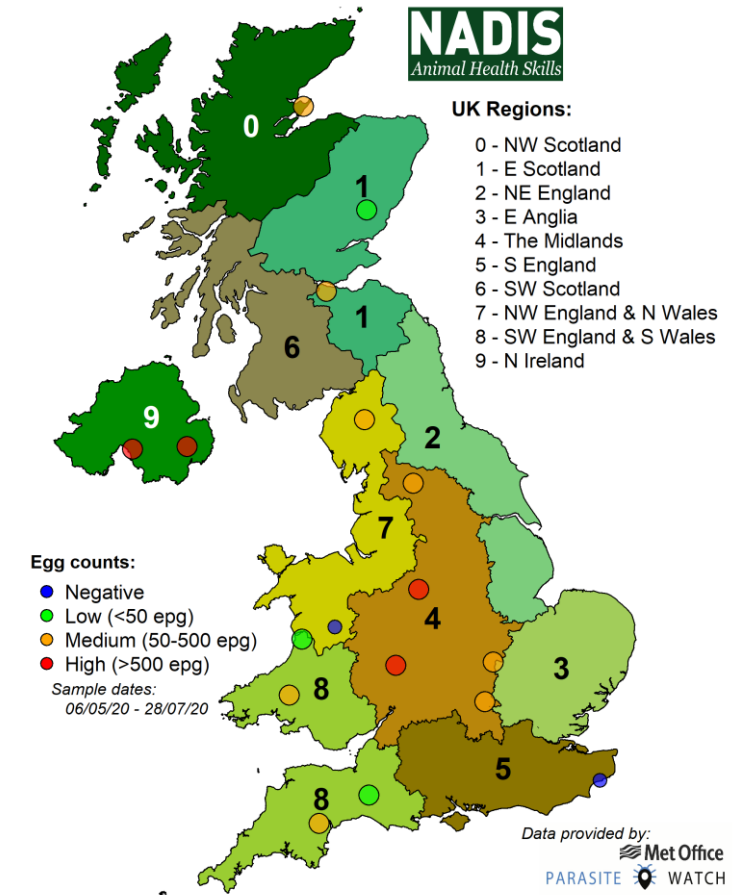 NADIS
Animal Health Skills
UK Regions:
0 - NW Scotland
1 - E Scotland
2 - NE England
3 - E Anglia
4 - The Midlands
5 - S England
6 - SW Scotland
7 - NW England & N Wales
8 - SW England & S Wales
9 - N Ireland
0
1
1
6
9
2
7
4
3
8
5
8
Egg counts:
Negative
Low (<50 epg)
Medium (50-500 epg)
High (>500 epg)
Sample dates:
06/05/20 - 28/07/20
Data provided by:
Met Office
PARASITE WATCH